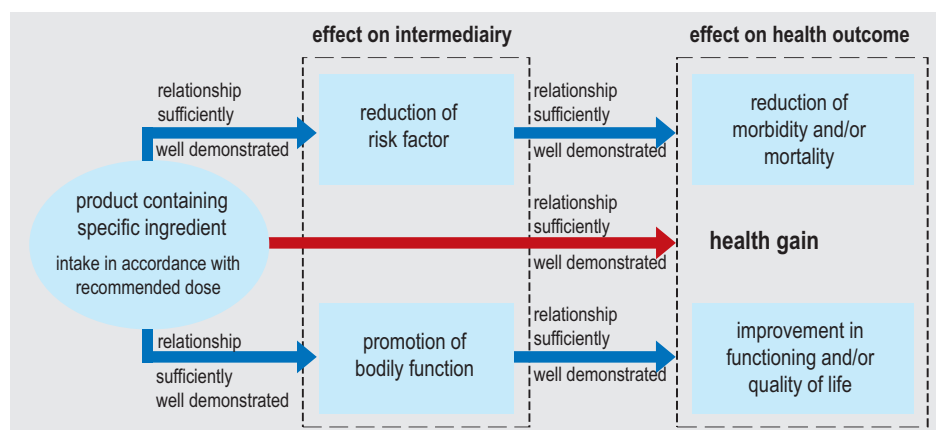 effect on intermediairy
effect on health outcome
relationship
sufficiently
well demonstrated
reduction of
risk factor
relationship
sufficiently
well demonstrated
reduction of
morbidity and/or
mortality
product containing
specific ingredient
intake in accordance with
recommended dose
relationship
sufficiently
well demonstrated
health gain
relationship
sufficiently
well demonstrated
promotion of
bodily function
relationship
sufficiently
well demonstrated
improvement in
functioning and/or
quality of life